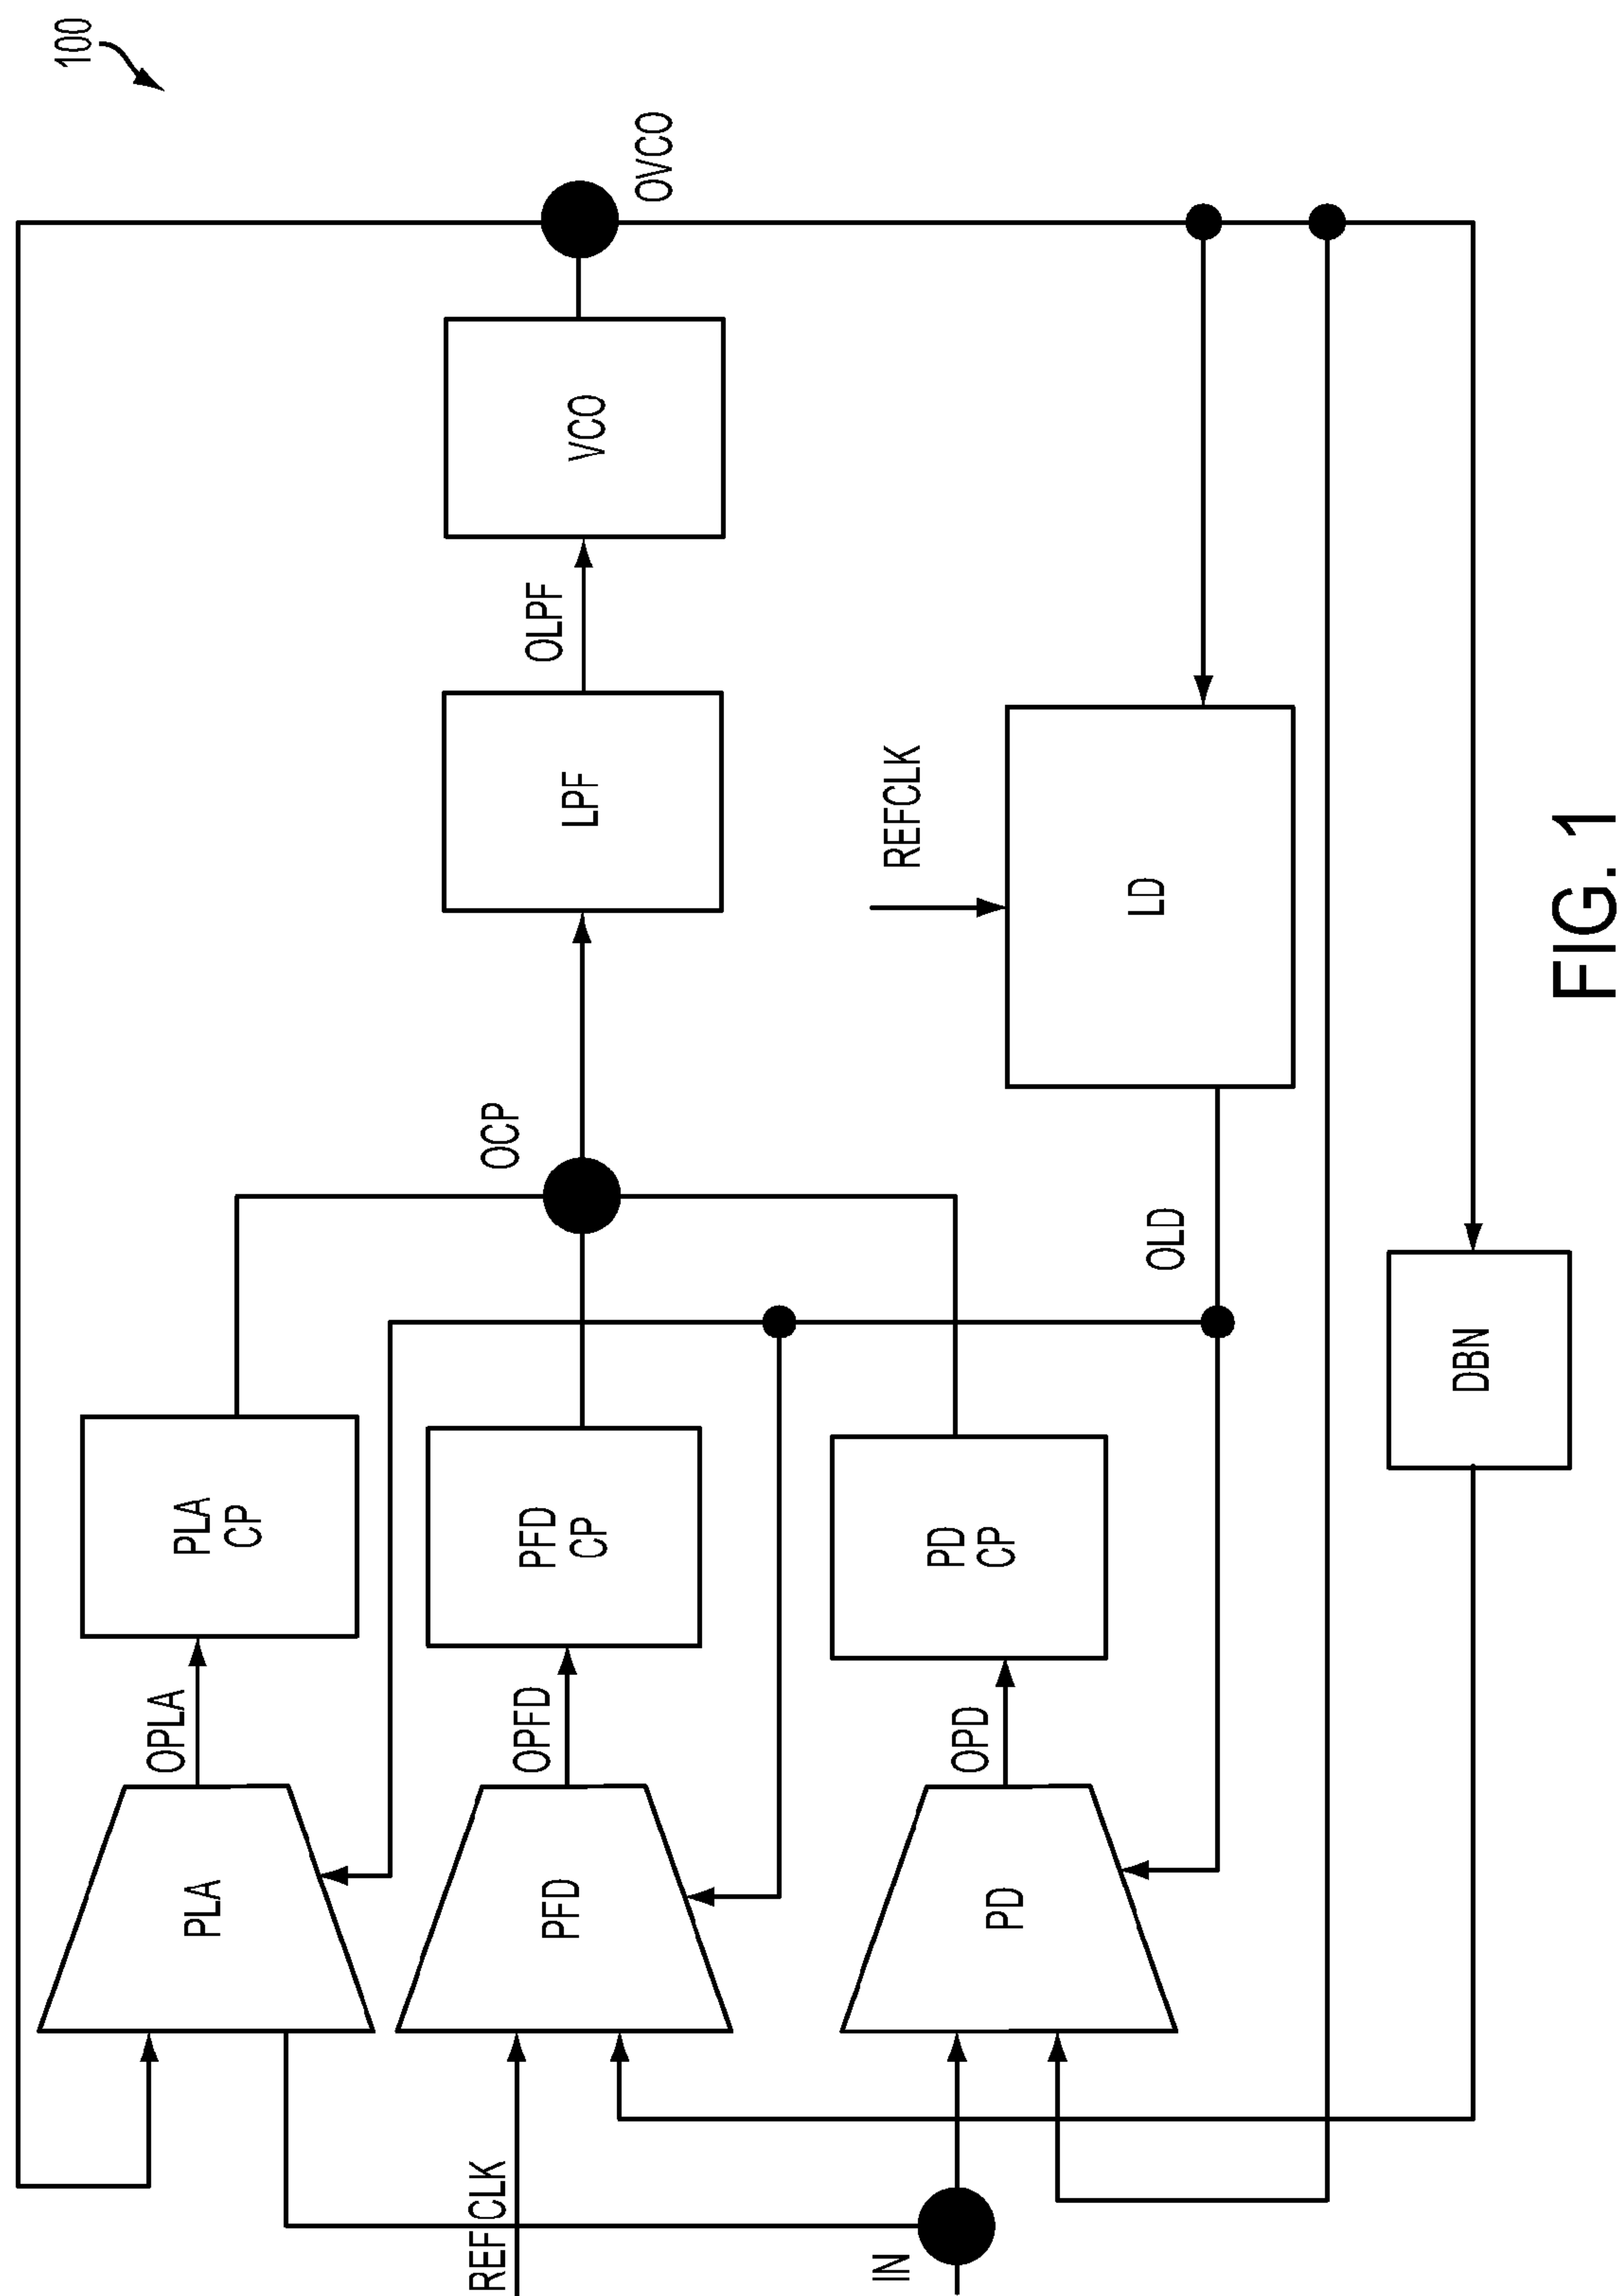 100
OVCO
VCO
OLPF
LPF
REFCLK
LD
OCP
OLD
PLA
CP
PFD
CP
PD
CP
DBN
OPLA
OPFD
OPD
PLA
PFD
PD
REFCLK
IN
FIG. 1